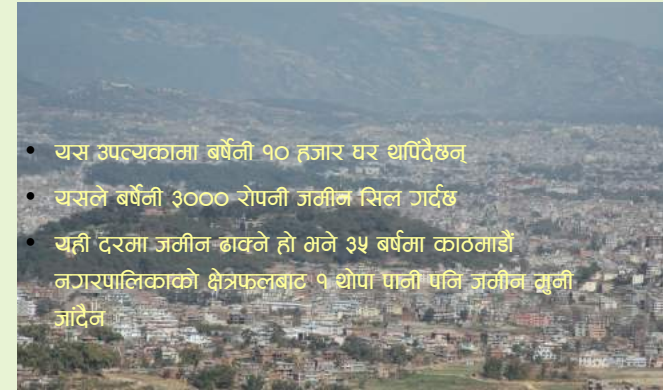 • यस उपत्यकामा बर्षेनी १० हजार घर थपिंदैछन्
• यसले बर्षेनी ३००० रोपनी जमीन सिल गर्दछ
• यही दरमा जमीन ढाक्ने हो भने ३५ बर्षमा काठमाडौं
नगरपालिकाको क्षेत्रफलबाट १ थोपा पानी पनि जमीन मुनी
जांदैन